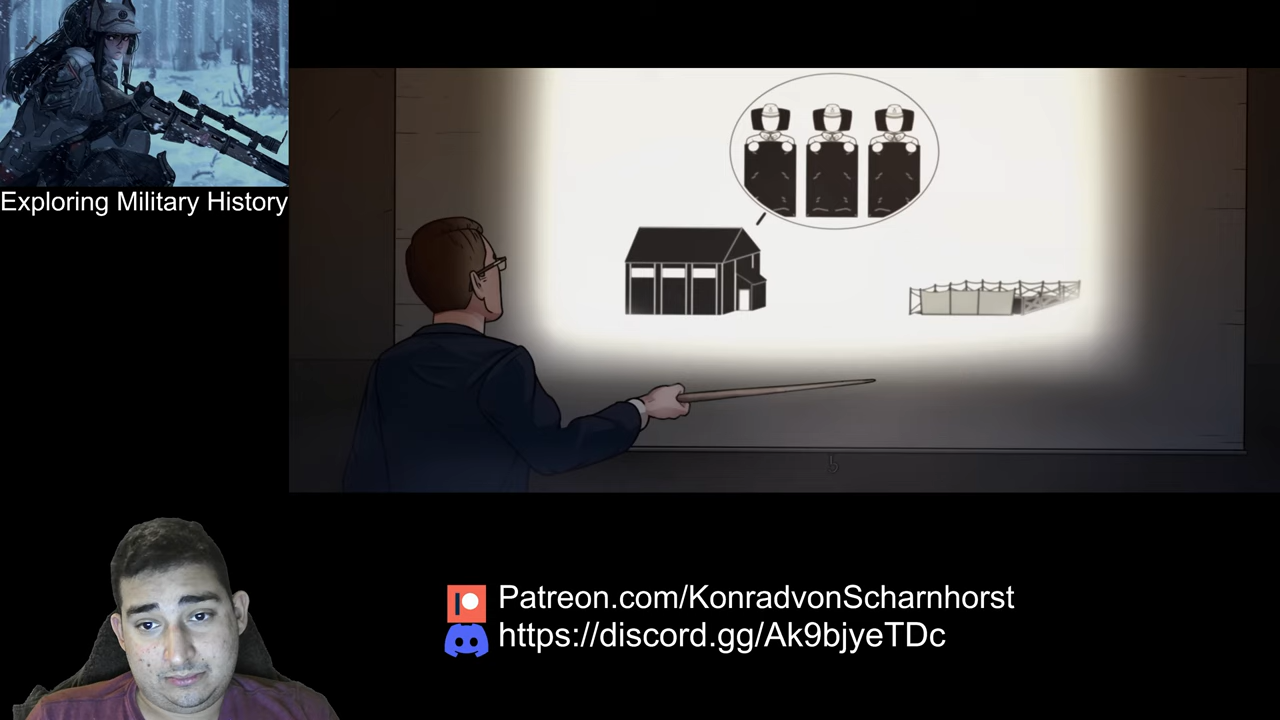 Exploring Military History
Patreon.com/KonradvonScharnhorst
https://discord.gg/Ak9bjyeTDc